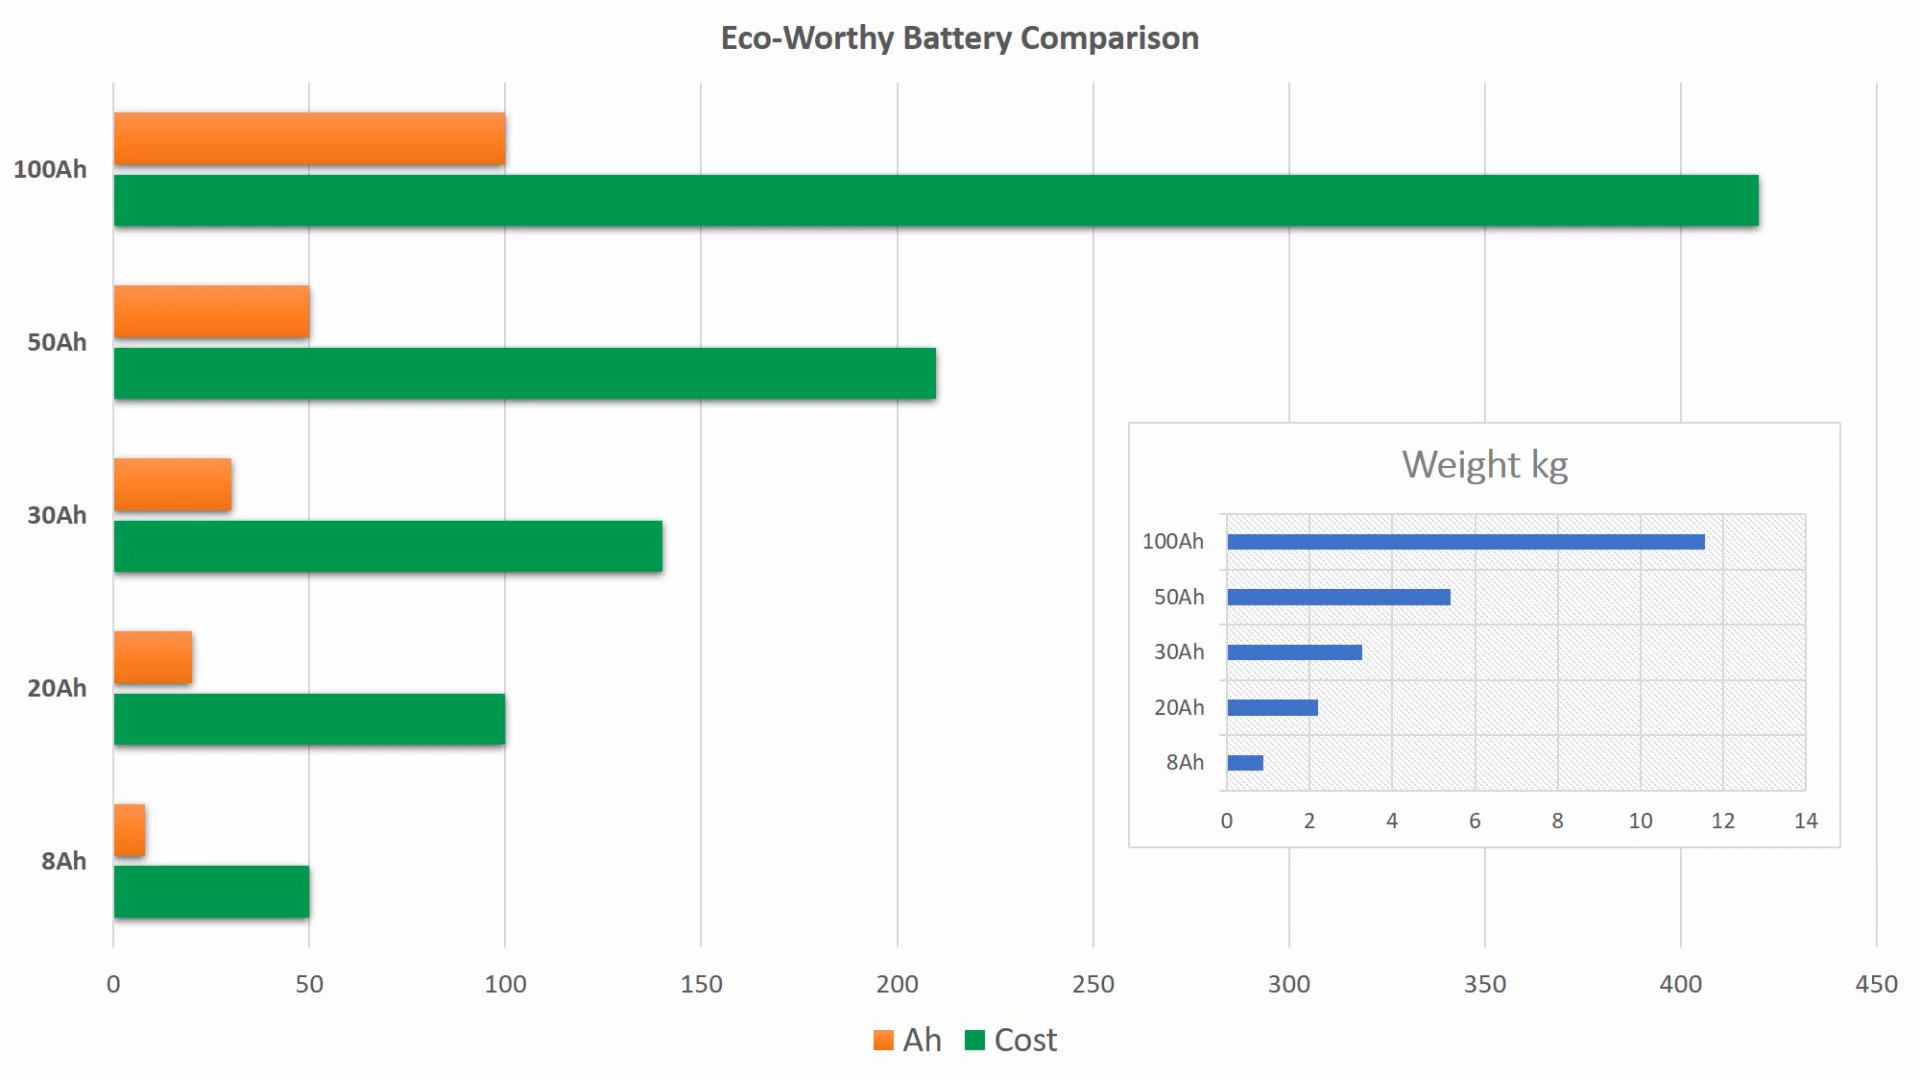 Eco-Worthy Battery Comparison
100Ah
50Ah
30Ah
20Ah
8Ah
0 50 100 150 200 250 300 350 400 450
Ah Cost
Weight kg
100Ah
50Ah
30Ah
20Ah
8Ah
0 2 4 6 8 10 12 14